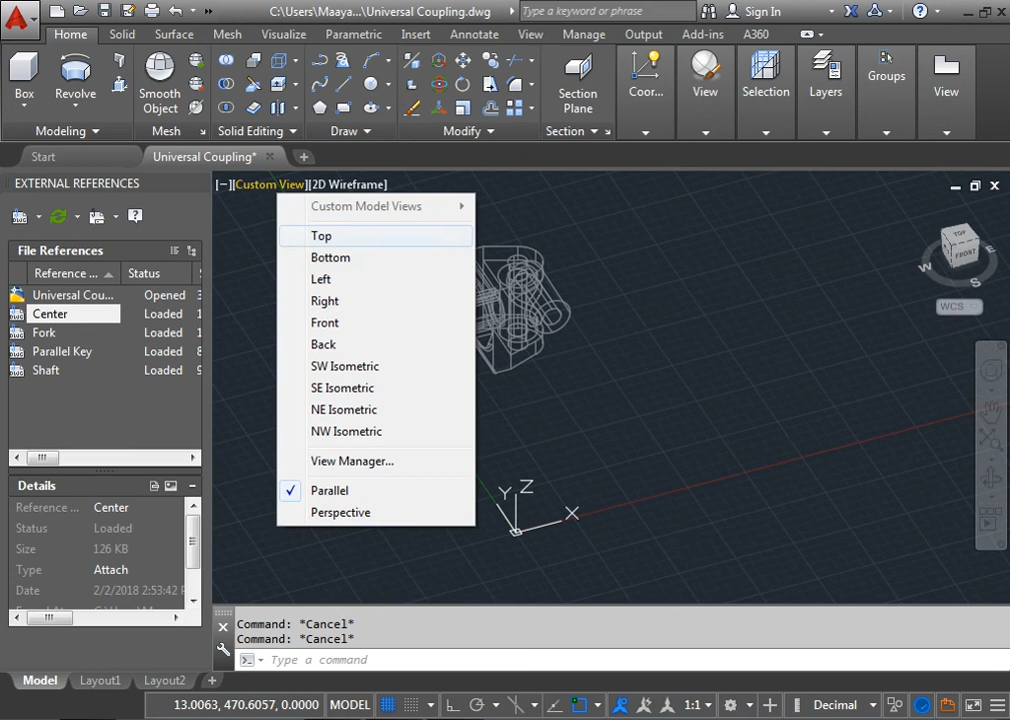 C:\Users\Maaya...\Universal Coupling.dwg
Type a keyword or phrase
Sign In
Home Solid Surface Mesh Visualize Parametric Insert Annotate View Manage Output Add-ins A360
Box
Revolve
Smooth Object
Section Plane
Coor...
View
Selection
Layers
Groups
View
Modeling Mesh Solid Editing Draw Modify Section
Start
Universal Coupling*
EXTERNAL REFERENCES
[−][Custom View][2D Wireframe]
File References
Reference ... Status S
Universal Cou... Opened 3
Center Loaded 1
Fork Loaded 1
Parallel Key Loaded 8
Shaft Loaded 9
Details
Reference ... Center
Status Loaded
Size 126 KB
Type Attach
Date 2/2/2018 2:53:42 P
Custom Model Views
Top
Bottom
Left
Right
Front
Back
SW Isometric
SE Isometric
NE Isometric
NW Isometric
View Manager...
Parallel
Perspective
TOP
FRONT
W
S
E
WCS
Y
Z
X
Command: *Cancel*
Command: *Cancel*
Type a command
Model Layout1 Layout2
13.0063, 470.6057, 0.0000 MODEL 1:1 Decimal